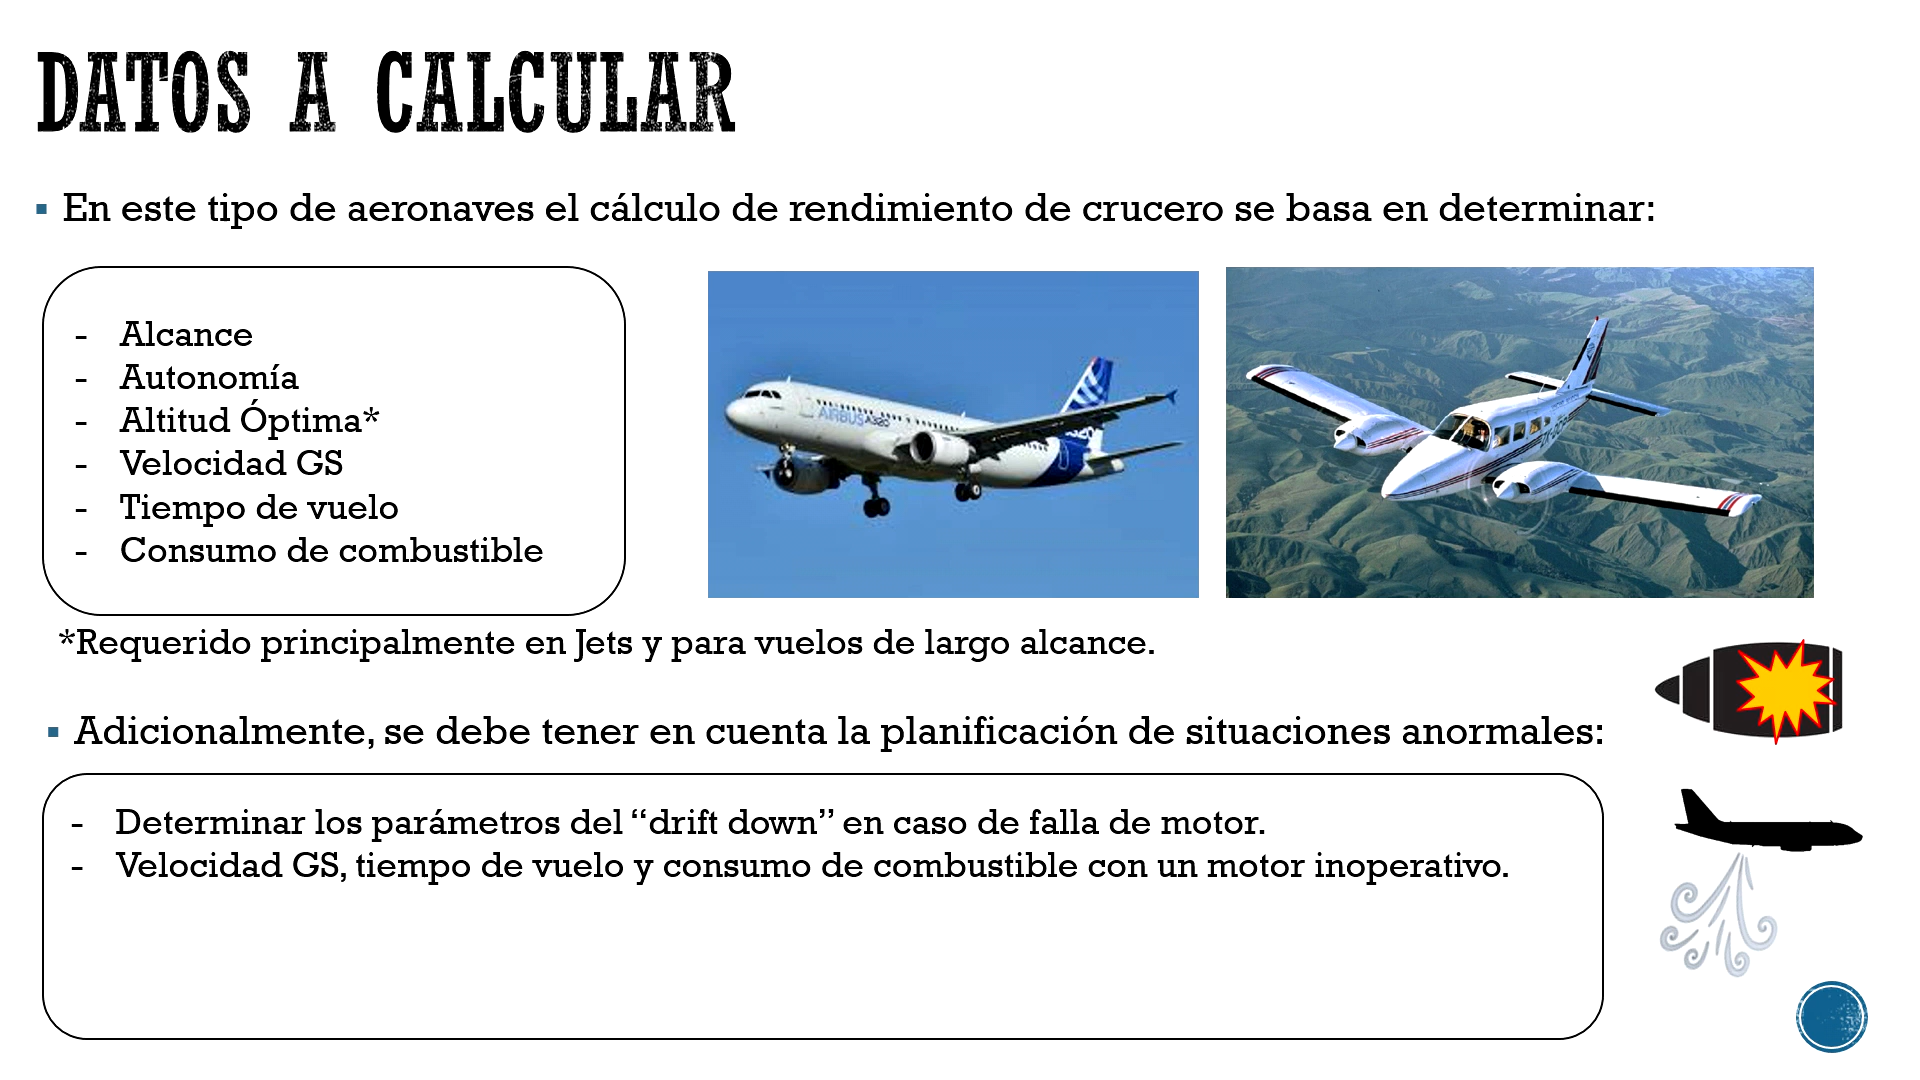 DATOS A CALCULAR
▪ En este tipo de aeronaves el cálculo de rendimiento de crucero se basa en determinar:
- Alcance
- Autonomía
- Altitud Óptima*
- Velocidad GS
- Tiempo de vuelo
- Consumo de combustible
AIRBUS A320
*Requerido principalmente en Jets y para vuelos de largo alcance.
▪ Adicionalmente, se debe tener en cuenta la planificación de situaciones anormales:
- Determinar los parámetros del “drift down” en caso de falla de motor.
- Velocidad GS, tiempo de vuelo y consumo de combustible con un motor inoperativo.